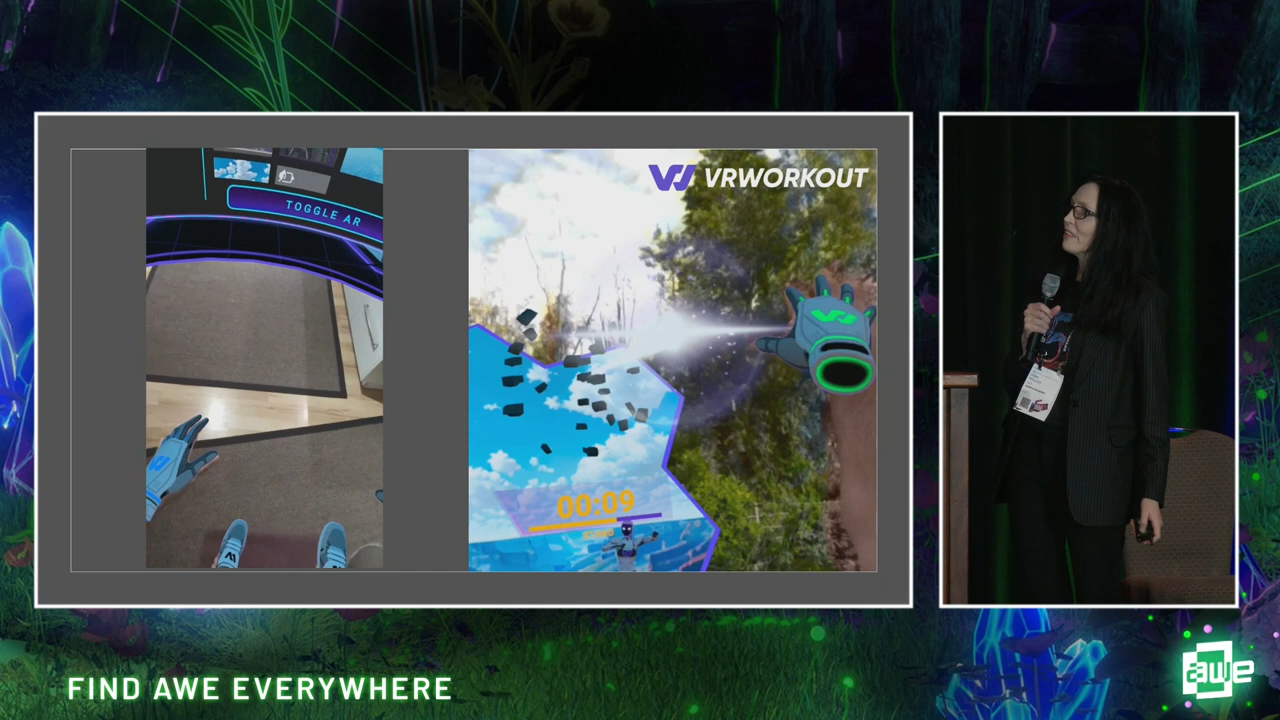 TOGGLE AR
VRWORKOUT
00:09
FIND AWE EVERYWHERE
awe